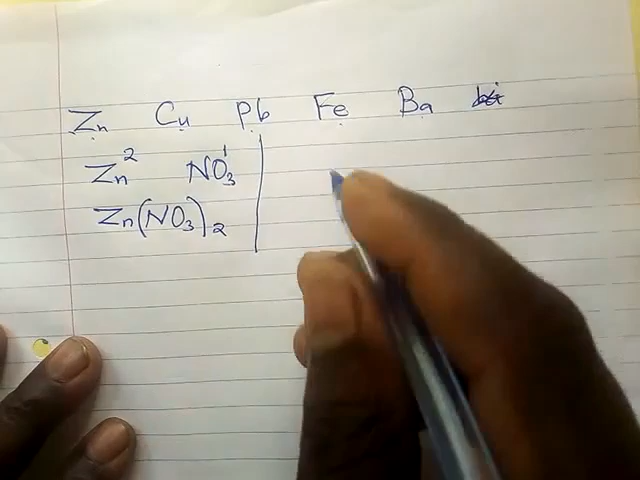 Zn Cu Pb Fe Ba
Zn² NO₃¹
Zn(NO₃)₂